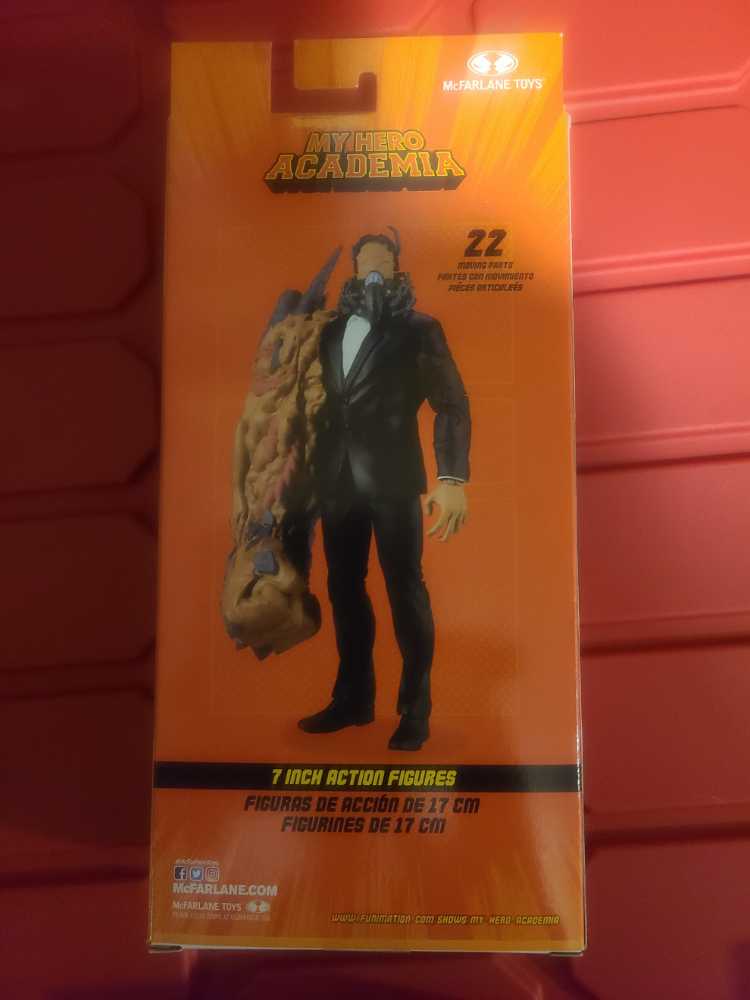 McFARLANE TOYS
MY HERO
ACADEMIA
22
MOVING PARTS
PARTES CON MOVIMIENTO
PIÈCES ARTICULEÉS
7 INCH ACTION FIGURES
FIGURAS DE ACCIÓN DE 17 CM
FIGURINES DE 17 CM
McFARLANE.COM
McFARLANE TOYS
WWW.FUNIMATION.COM SHOWS MY HERO ACADEMIA